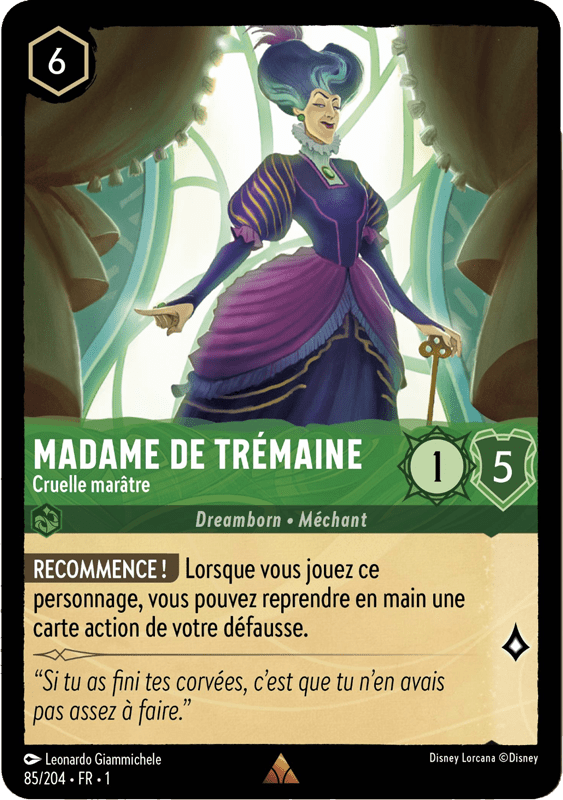 6
MADAME DE TRÉMAINE
Cruelle marâtre
1
5
Dreamborn • Méchant
RECOMMENCE ! Lorsque vous jouez ce
personnage, vous pouvez reprendre en main une
carte action de votre défausse.
“Si tu as fini tes corvées, c’est que tu n’en avais
pas assez à faire.”
Leonardo Giammichele
Disney Lorcana ©Disney
85/204 • FR • 1